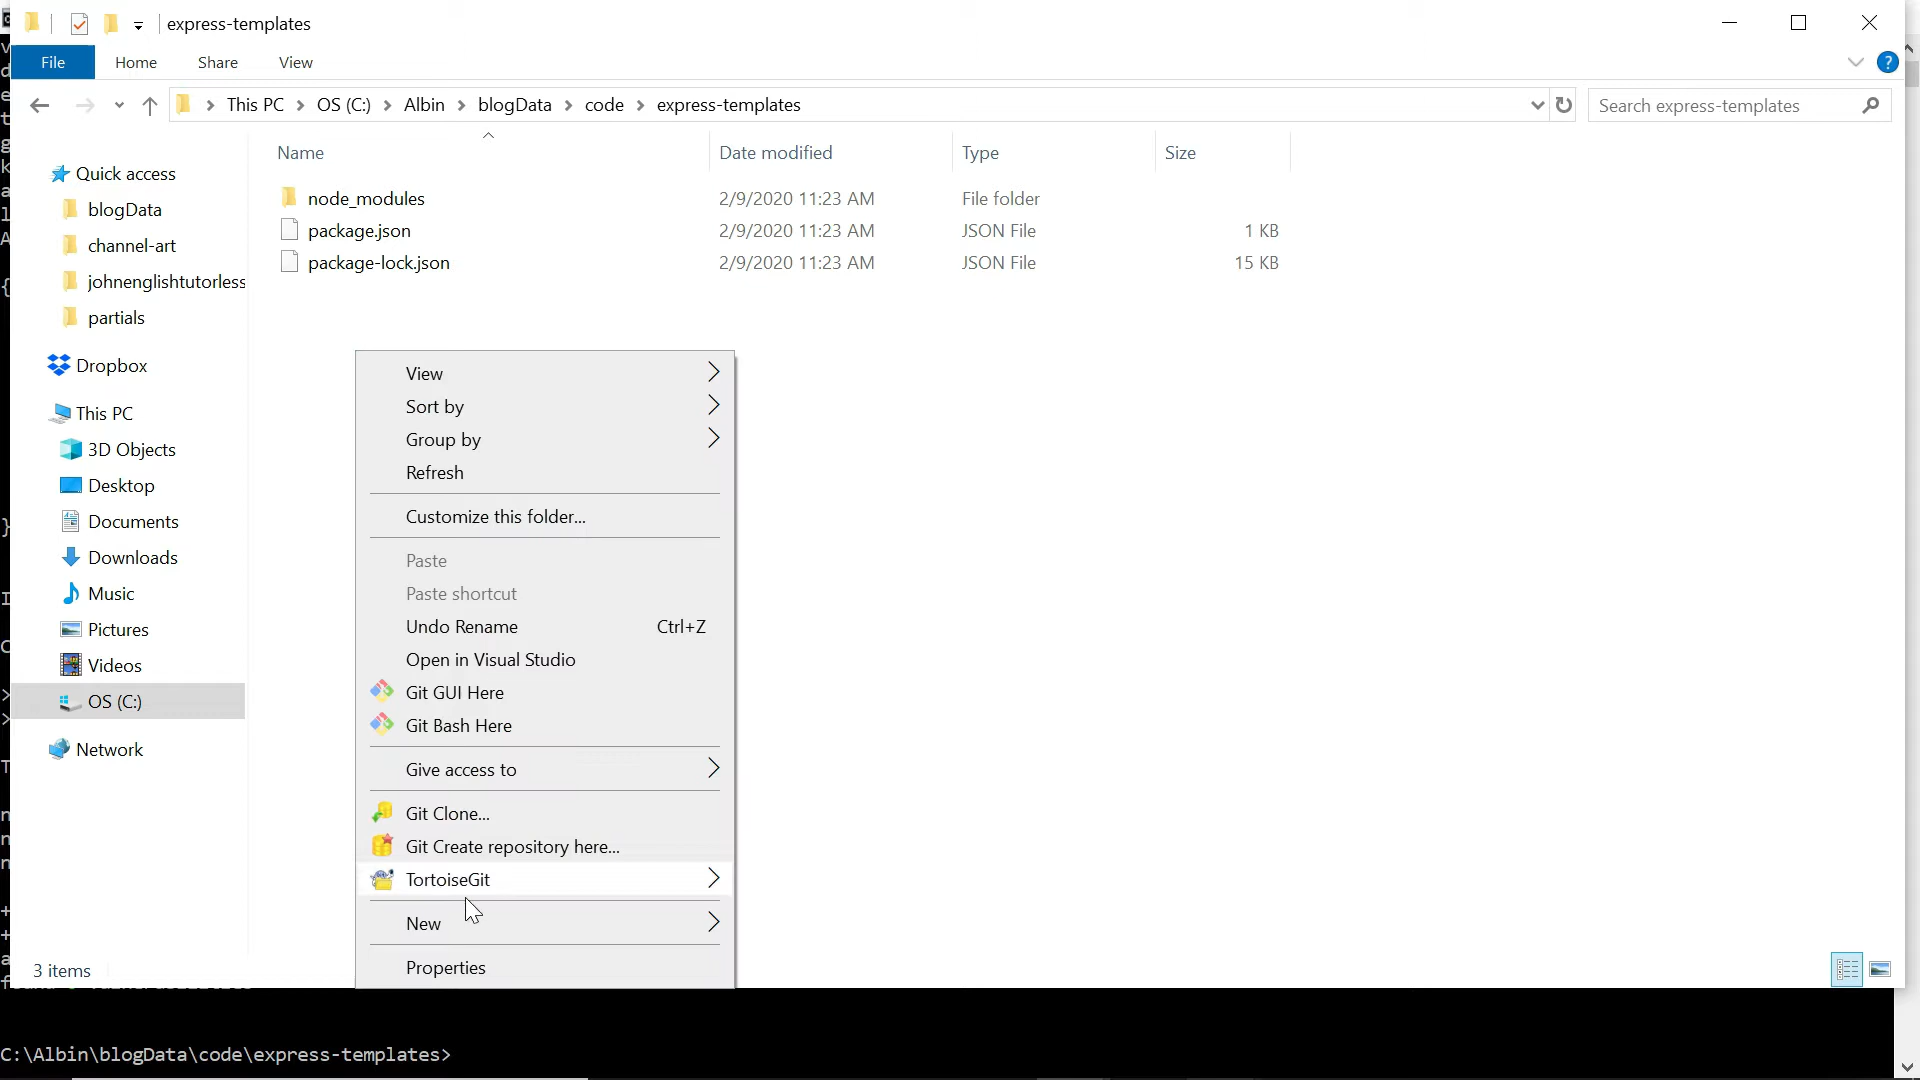 express-templates
File Home Share View
This PC OS (C:) Albin blogData code express-templates Search express-templates
Name Date modified Type Size
Quick access
blogData
channel-art
johnenglishtutorless
partials
Dropbox
This PC
3D Objects
Desktop
Documents
Downloads
Music
Pictures
Videos
OS (C:)
Network
node_modules 2/9/2020 11:23 AM File folder
package.json 2/9/2020 11:23 AM JSON File 1 KB
package-lock.json 2/9/2020 11:23 AM JSON File 15 KB
View
Sort by
Group by
Refresh
Customize this folder...
Paste
Paste shortcut
Undo Rename Ctrl+Z
Open in Visual Studio
Git GUI Here
Git Bash Here
Give access to
Git Clone...
Git Create repository here...
TortoiseGit
New
Properties
3 items
C:\Albin\blogData\code\express-templates>